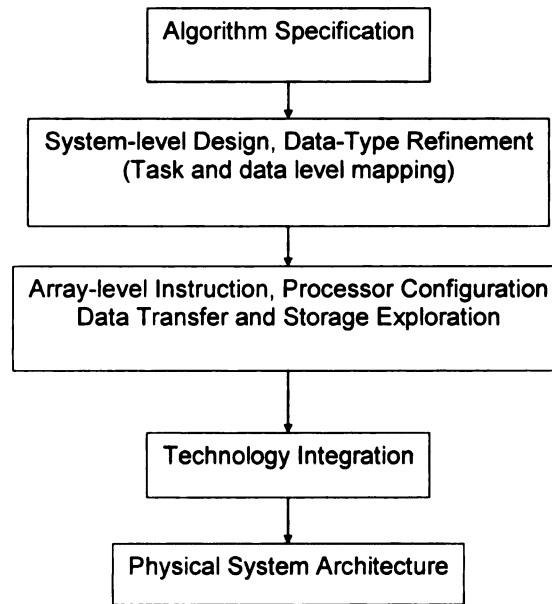 Algorithm Specification
System-level Design, Data-Type Refinement
(Task and data level mapping)
Array-level Instruction, Processor Configuration
Data Transfer and Storage Exploration
Technology Integration
Physical System Architecture